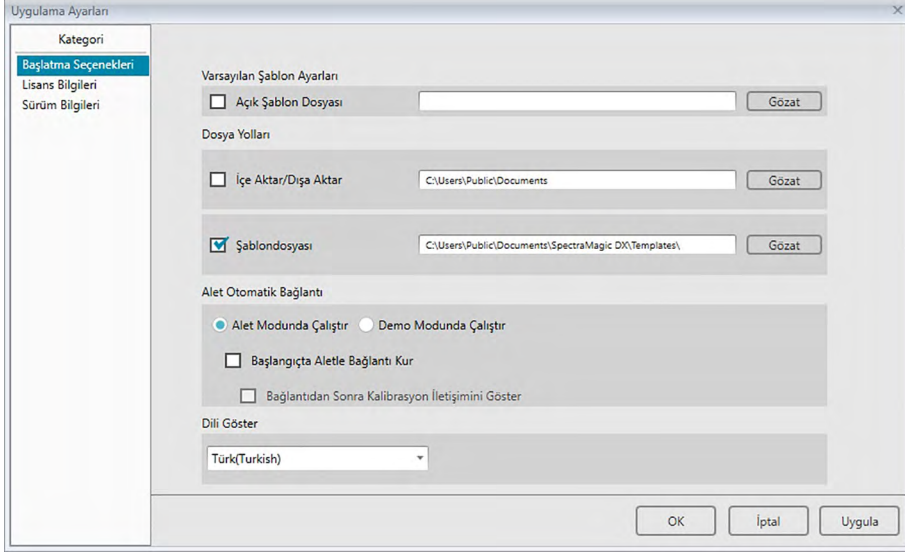 Uygulama Ayarları
Kategori
Başlatma Seçenekleri
Lisans Bilgileri
Sürüm Bilgileri
Varsayılan Şablon Ayarları
Açık Şablon Dosyası
Gözat
Dosya Yolları
İçe Aktar/Dışa Aktar
C:\Users\Public\Documents
Gözat
Şablondosyası
C:\Users\Public\Documents\SpectraMagic DX\Templates\
Gözat
Alet Otomatik Bağlantı
Alet Modunda Çalıştır
Demo Modunda Çalıştır
Başlangıçta Aletle Bağlantı Kur
Bağlantıdan Sonra Kalibrasyon İletişimini Göster
Dili Göster
Türk(Turkish)
OK
İptal
Uygula